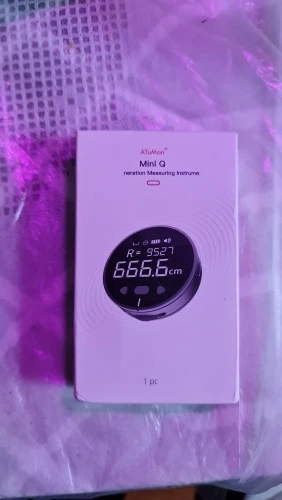 ATuMan
Mini Q
neration Measuring Instrume
R= 9527
666.6cm
1 pc